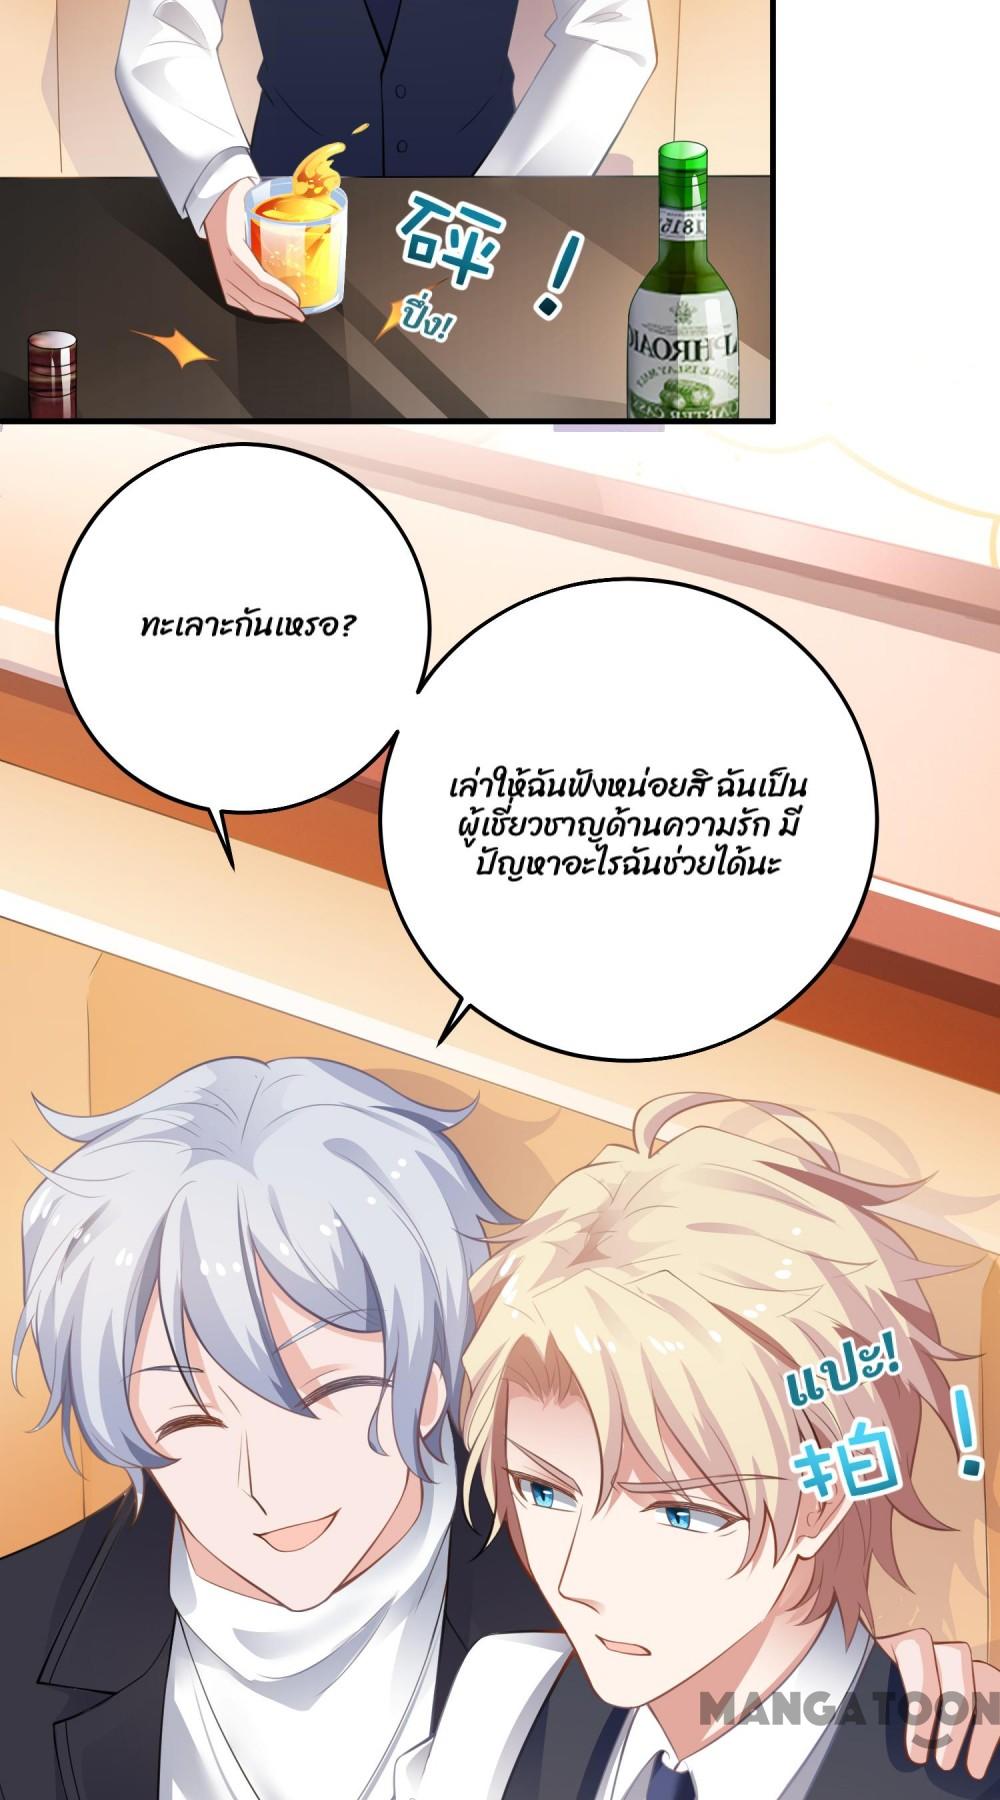 砰!
ปึ่ง!
1815
ทะเลาะกันเหรอ?
เล่าให้ฉันฟังหน่อยสิ ฉันเป็น
ผู้เชี่ยวชาญด้านความรัก มี
ปัญหาอะไรฉันช่วยได้นะ
แปะ!
拍!
MANGATOON